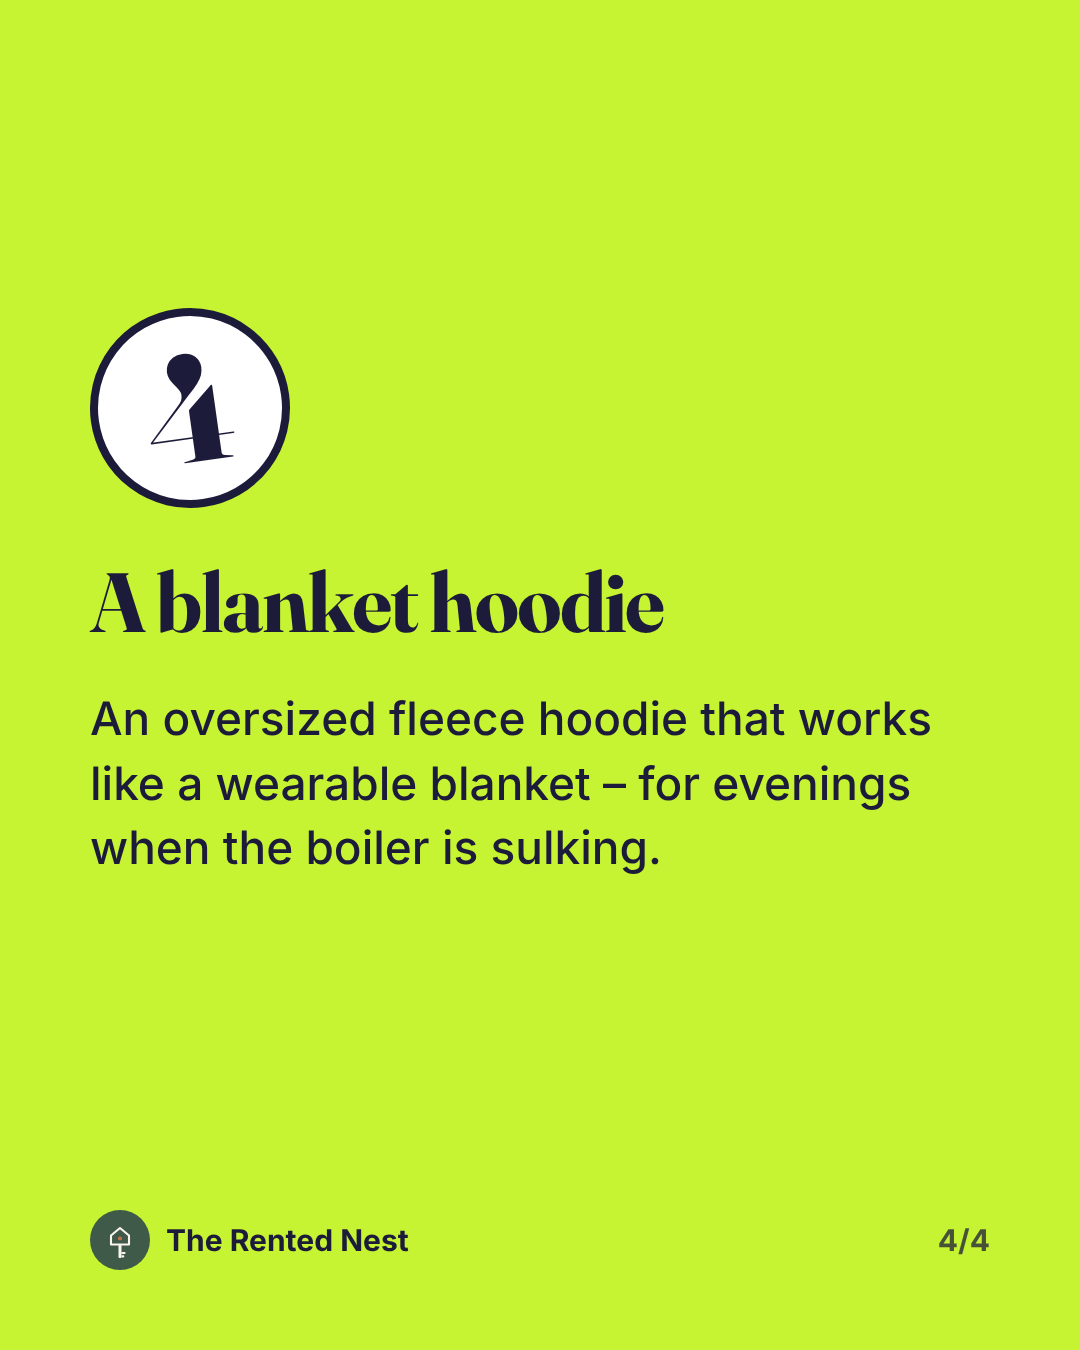 4
A blanket hoodie
An oversized fleece hoodie that works
like a wearable blanket – for evenings
when the boiler is sulking.
The Rented Nest
4/4